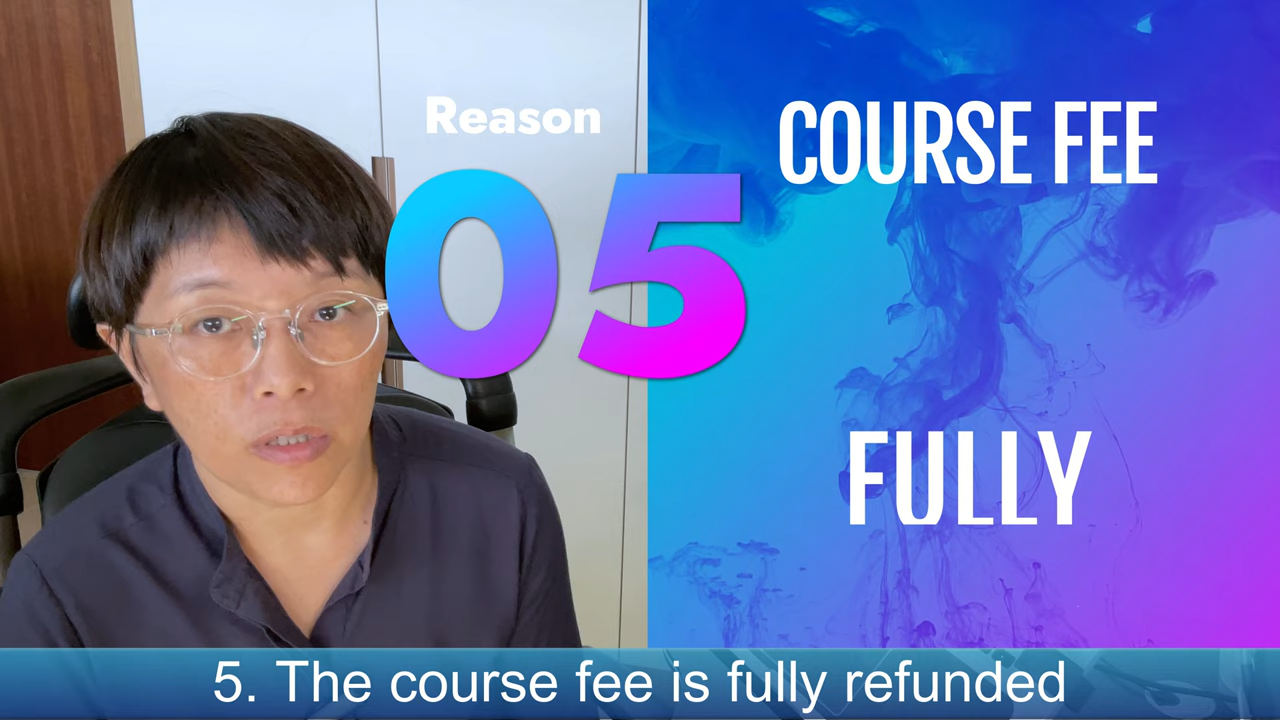 Reason
05
COURSE FEE
FULLY
5. The course fee is fully refunded